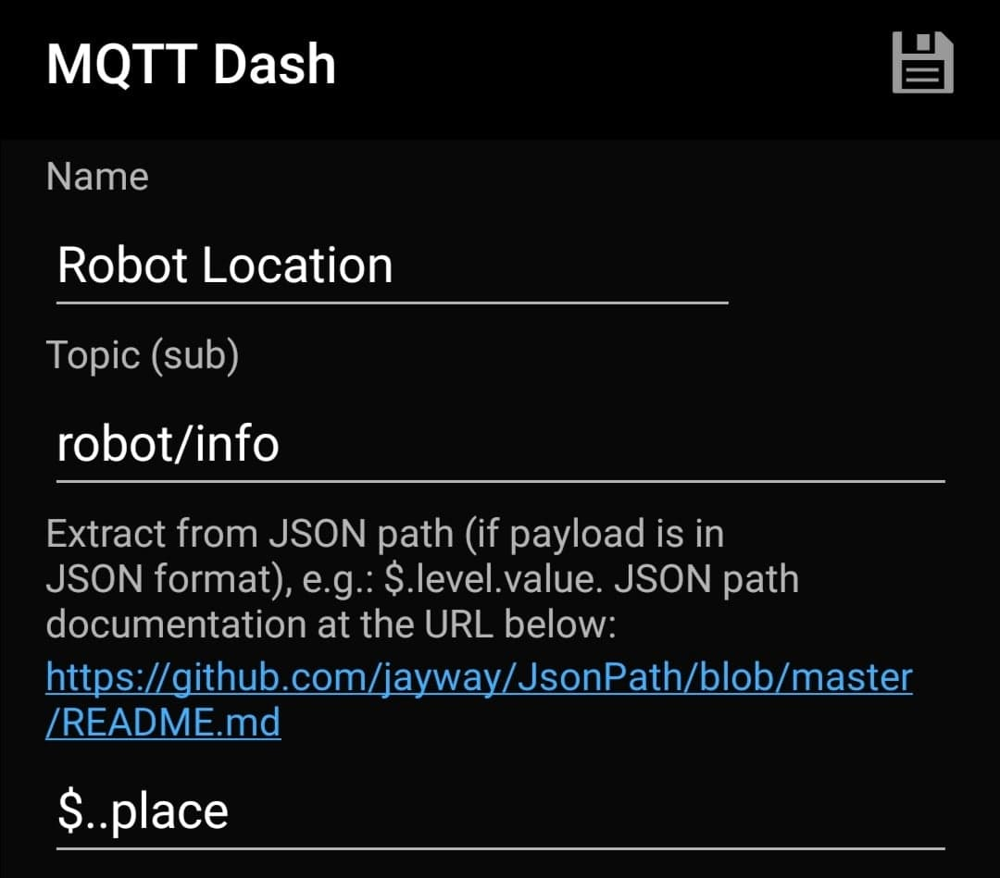 MQTT Dash
Name
Robot Location
Topic (sub)
robot/info
Extract from JSON path (if payload is in
JSON format), e.g.: $.level.value. JSON path
documentation at the URL below:
https://github.com/jayway/JsonPath/blob/master
/README.md
$..place